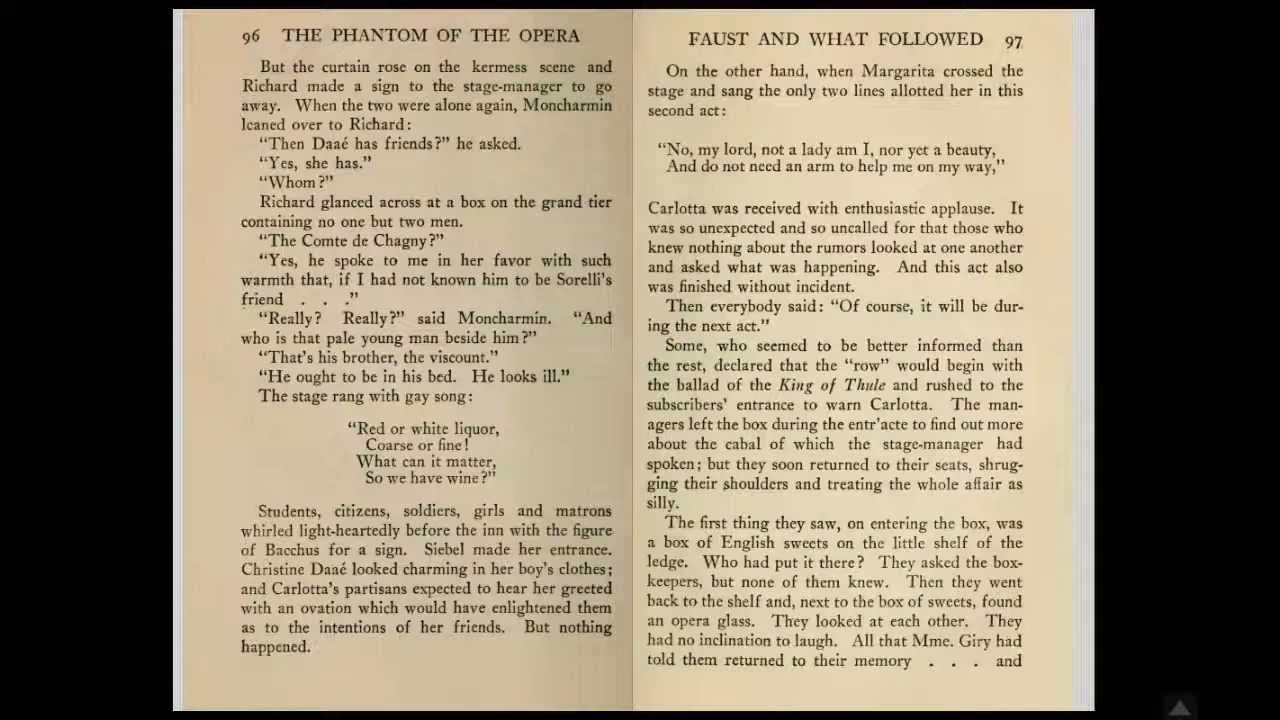 96 THE PHANTOM OF THE OPERA
But the curtain rose on the kermess scene and
Richard made a sign to the stage-manager to go
away. When the two were alone again, Moncharmin
leaned over to Richard:
"Then Daaé has friends?" he asked.
"Yes, she has."
"Whom?"
Richard glanced across at a box on the grand tier
containing no one but two men.
"The Comte de Chagny?"
"Yes, he spoke to me in her favor with such
warmth that, if I had not known him to be Sorelli's
friend . . ."
"Really? Really?" said Moncharmin. "And
who is that pale young man beside him?"
"That's his brother, the viscount."
"He ought to be in his bed. He looks ill."
The stage rang with gay song:
"Red or white liquor,
Coarse or fine!
What can it matter,
So we have wine?"
Students, citizens, soldiers, girls and matrons
whirled light-heartedly before the inn with the figure
of Bacchus for a sign. Siebel made her entrance.
Christine Daaé looked charming in her boy's clothes;
and Carlotta's partisans expected to hear her greeted
with an ovation which would have enlightened them
as to the intentions of her friends. But nothing
happened.
FAUST AND WHAT FOLLOWED 97
On the other hand, when Margarita crossed the
stage and sang the only two lines allotted her in this
second act:
"No, my lord, not a lady am I, nor yet a beauty,
And do not need an arm to help me on my way,"
Carlotta was received with enthusiastic applause. It
was so unexpected and so uncalled for that those who
knew nothing about the rumors looked at one another
and asked what was happening. And this act also
was finished without incident.
Then everybody said: "Of course, it will be dur-
ing the next act."
Some, who seemed to be better informed than
the rest, declared that the "row" would begin with
the ballad of the King of Thule and rushed to the
subscribers' entrance to warn Carlotta. The man-
agers left the box during the entr'acte to find out more
about the cabal of which the stage-manager had
spoken; but they soon returned to their seats, shrug-
ging their shoulders and treating the whole affair as
silly.
The first thing they saw, on entering the box, was
a box of English sweets on the little shelf of the
ledge. Who had put it there? They asked the box-
keepers, but none of them knew. Then they went
back to the shelf and, next to the box of sweets, found
an opera glass. They looked at each other. They
had no inclination to laugh. All that Mme. Giry had
told them returned to their memory . . . and